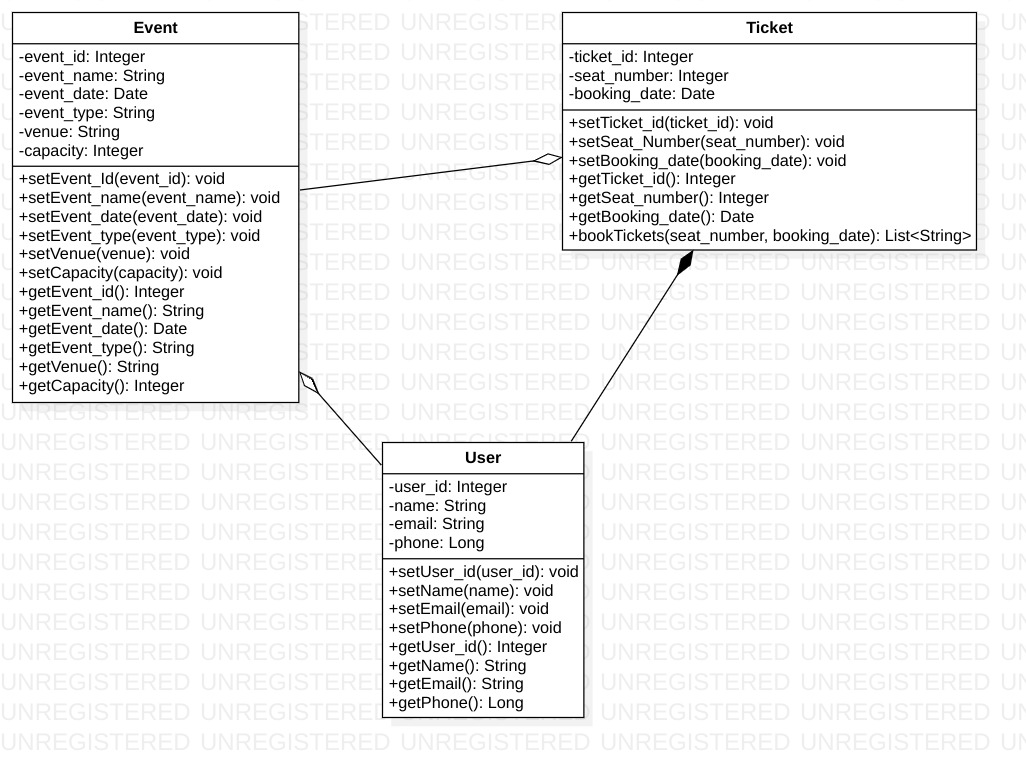 Event
-event_id: Integer
-event_name: String
-event_date: Date
-event_type: String
-venue: String
-capacity: Integer
+setEvent_Id(event_id): void
+setEvent_name(event_name): void
+setEvent_date(event_date): void
+setEvent_type(event_type): void
+setVenue(venue): void
+setCapacity(capacity): void
+getEvent_id(): Integer
+getEvent_name(): String
+getEvent_date(): Date
+getEvent_type(): String
+getVenue(): String
+getCapacity(): Integer
Ticket
-ticket_id: Integer
-seat_number: Integer
-booking_date: Date
+setTicket_id(ticket_id): void
+setSeat_Number(seat_number): void
+setBooking_date(booking_date): void
+getTicket_id(): Integer
+getSeat_number(): Integer
+getBooking_date(): Date
+bookTickets(seat_number, booking_date): List<String>
User
-user_id: Integer
-name: String
-email: String
-phone: Long
+setUser_id(user_id): void
+setName(name): void
+setEmail(email): void
+setPhone(phone): void
+getUser_id(): Integer
+getName(): String
+getEmail(): String
+getPhone(): Long
UNREGISTERED